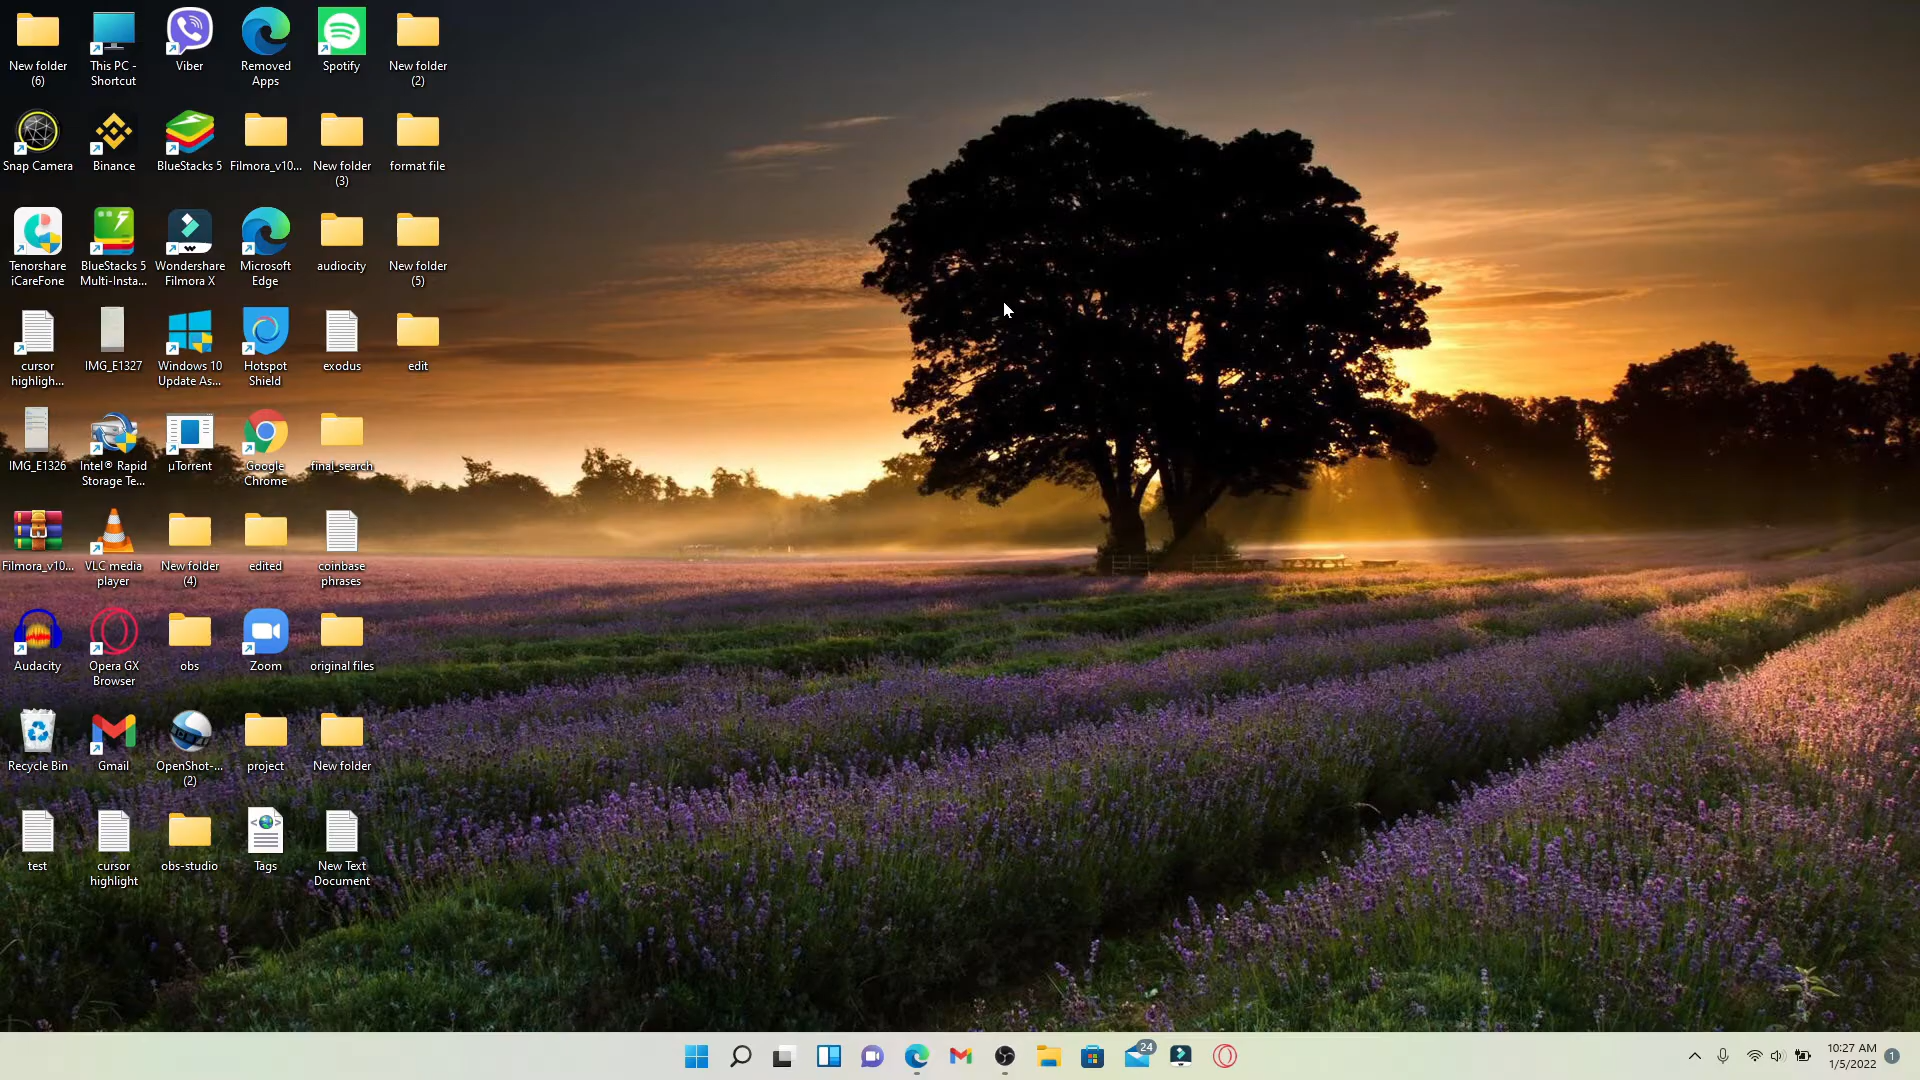 New folder
(6)
This PC -
Shortcut
Viber
Removed
Apps
Spotify
New folder
(2)
Snap Camera
Binance
BlueStacks 5
Filmora_v10...
New folder
(3)
format file
Tenorshare
iCareFone
BlueStacks 5
Multi-Insta...
Wondershare
Filmora X
Microsoft
Edge
audiocity
New folder
(5)
cursor
highligh...
IMG_E1327
Windows 10
Update As...
Hotspot
Shield
exodus
edit
IMG_E1326
Intel® Rapid
Storage Te...
µTorrent
Google
Chrome
final_search
Filmora_v10...
VLC media
player
New folder
(4)
edited
coinbase
phrases
Audacity
Opera GX
Browser
obs
Zoom
original files
Recycle Bin
Gmail
OpenShot-...
(2)
project
New folder
test
cursor
highlight
obs-studio
Tags
New Text
Document
24
10:27 AM
1/5/2022
1